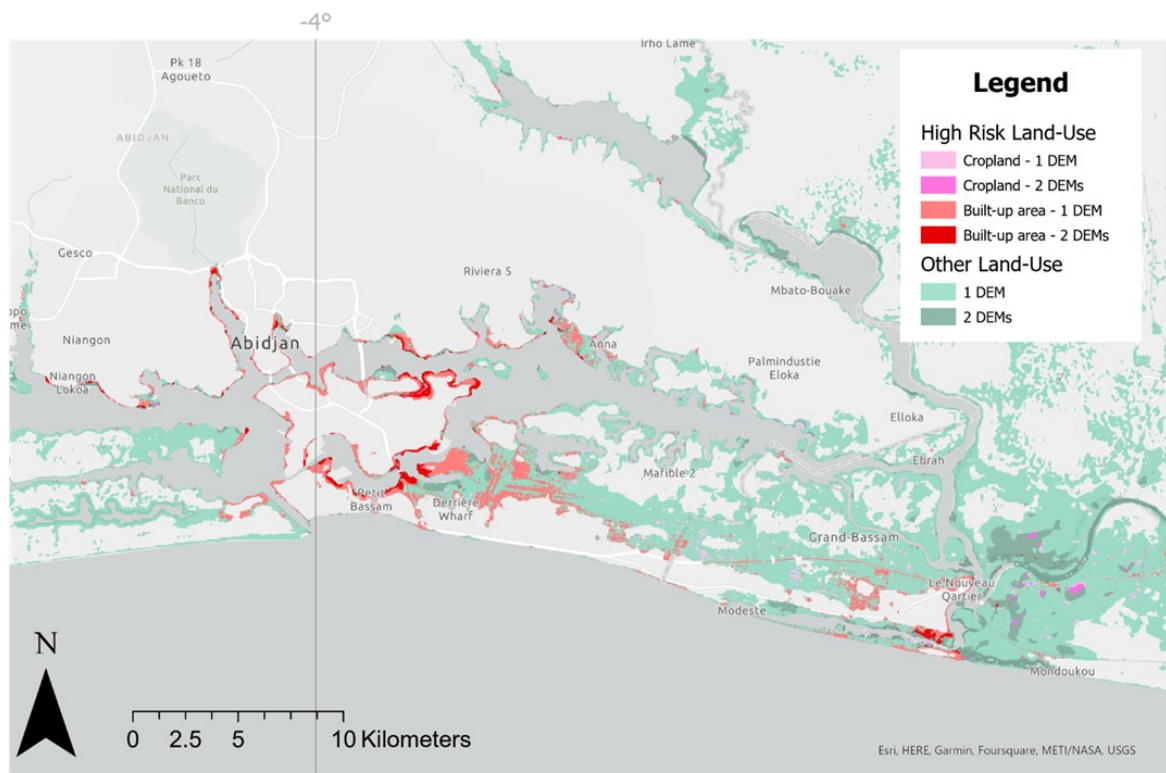 -4°
Irho Lame
Pk 18
Agoueto
ABIDJAN
Parc
National du
Banco
Gesco
Riviera 5
Mbato-Bouake
Niangon
Abidjan
Anna
Niangon
Lokoa
Palmindustie
Eloka
Elloka
Ebrah
Mafible 2
Petit
Bassam
Derrière
Wharf
Grand-Bassam
Le Nouveau
Qartier
Modeste
Mondoukou
Legend
High Risk Land-Use
Cropland - 1 DEM
Cropland - 2 DEMs
Built-up area - 1 DEM
Built-up area - 2 DEMs
Other Land-Use
1 DEM
2 DEMs
N
0 2.5 5 10 Kilometers
Esri, HERE, Garmin, Foursquare, METI/NASA, USGS